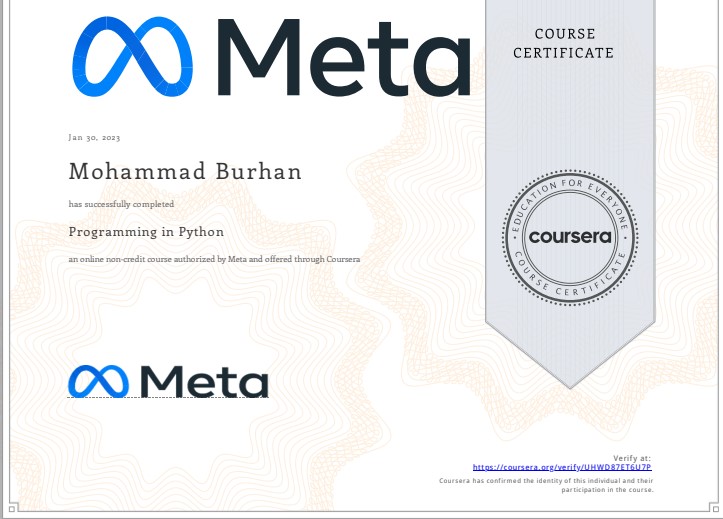 Meta
COURSE
CERTIFICATE
Jan 30, 2023
Mohammad Burhan
has successfully completed
Programming in Python
an online non-credit course authorized by Meta and offered through Coursera
EDUCATION FOR EVERYONE
coursera
COURSE CERTIFICATE
Meta
Verify at:
https://coursera.org/verify/UHWD87ET6U7P
Coursera has confirmed the identity of this individual and their
participation in the course.